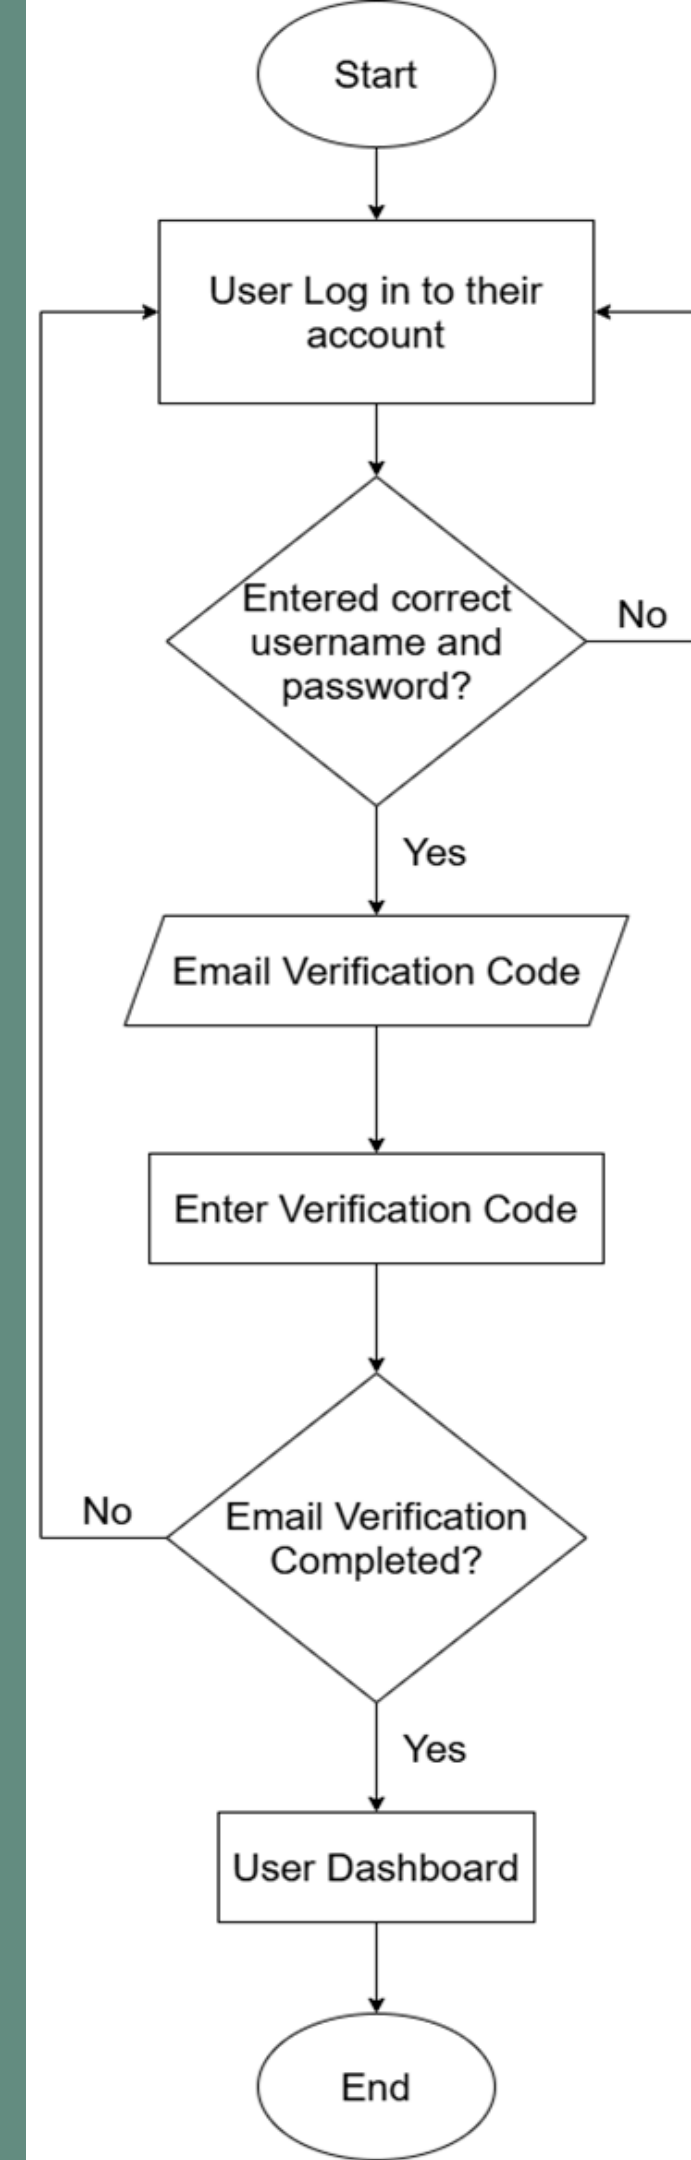 Start
User Log in to their
account
Entered correct
username and
password?
No
Yes
Email Verification Code
Enter Verification Code
No
Email Verification
Completed?
Yes
User Dashboard
End